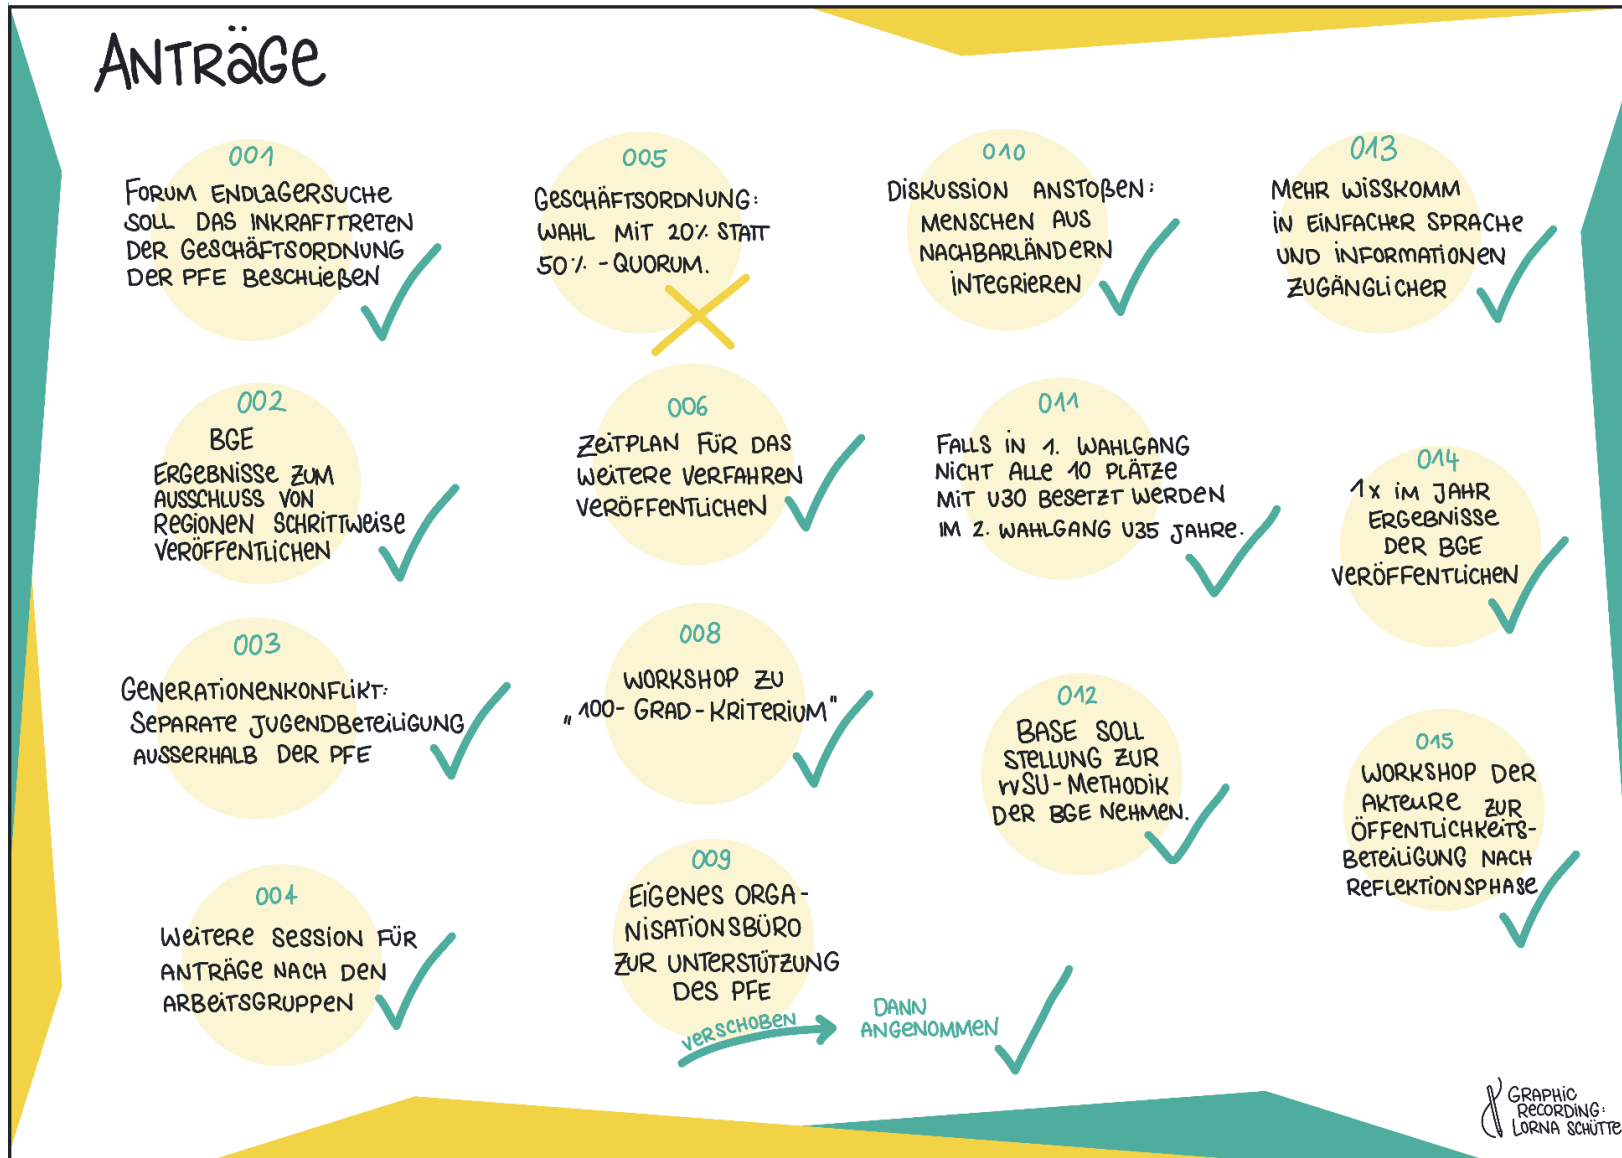 ANTRÄGE
001
FORUM ENDLAGERSUCHE
SOLL DAS INKRAFTTRETEN
DER GESCHÄFTSORDNUNG
DER PFE BESCHLIEßEN
002
BGE
ERGEBNISSE ZUM
AUSSCHLUSS VON
REGIONEN SCHRITTWEISE
VERÖFFENTLICHEN
003
GENERATIONENKONFLIKT:
SEPARATE JUGENDBETEILIGUNG
AUSSERHALB DER PFE
004
WEITERE SESSION FÜR
ANTRÄGE NACH DEN
ARBEITSGRUPPEN
005
GESCHÄFTSORDNUNG:
WAHL MIT 20% STATT
50% - QUORUM.
006
ZEITPLAN FÜR DAS
WEITERE VERFAHREN
VERÖFFENTLICHEN
008
WORKSHOP ZU
„100-GRAD-KRITERIUM"
009
EIGENES ORGA-
NISATIONSBÜRO
ZUR UNTERSTÜTZUNG
DES PFE
VERSCHOBEN
DANN
ANGENOMMEN
010
DISKUSSION ANSTOßEN:
MENSCHEN AUS
NACHBARLÄNDERN
INTEGRIEREN
011
FALLS IN 1. WAHLGANG
NICHT ALLE 10 PLÄTZE
MIT U30 BESETZT WERDEN
IM 2. WAHLGANG U35 JAHRE.
012
BASE SOLL
STELLUNG ZUR
rvSU-METHODIK
DER BGE NEHMEN.
013
MEHR WISSKOMM
IN EINFACHER SPRACHE
UND INFORMATIONEN
ZUGÄNGLICHER
014
1x IM JAHR
ERGEBNISSE
DER BGE
VERÖFFENTLICHEN
015
WORKSHOP DER
AKTEURE ZUR
ÖFFENTLICHKEITS-
BETEILIGUNG NACH
REFLEKTIONSPHASE
GRAPHIC
RECORDING:
LORNA SCHÜTTE